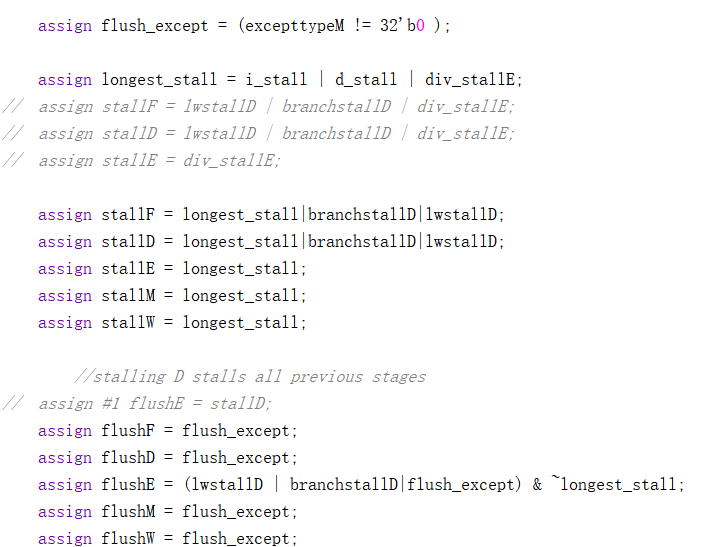 assign flush_except = (excepttypeM != 32'b0 );
assign longest_stall = i_stall | d_stall | div_stallE;
// assign stallF = lwstallD | branchstallD | div_stallE;
// assign stallD = lwstallD | branchstallD | div_stallE;
// assign stallE = div_stallE;
assign stallF = longest_stall|branchstallD|lwstallD;
assign stallD = longest_stall|branchstallD|lwstallD;
assign stallE = longest_stall;
assign stallM = longest_stall;
assign stallW = longest_stall;
//stalling D stalls all previous stages
// assign #1 flushE = stallD;
assign flushF = flush_except;
assign flushD = flush_except;
assign flushE = (lwstallD | branchstallD|flush_except) & ~longest_stall;
assign flushM = flush_except;
assign flushW = flush_except;